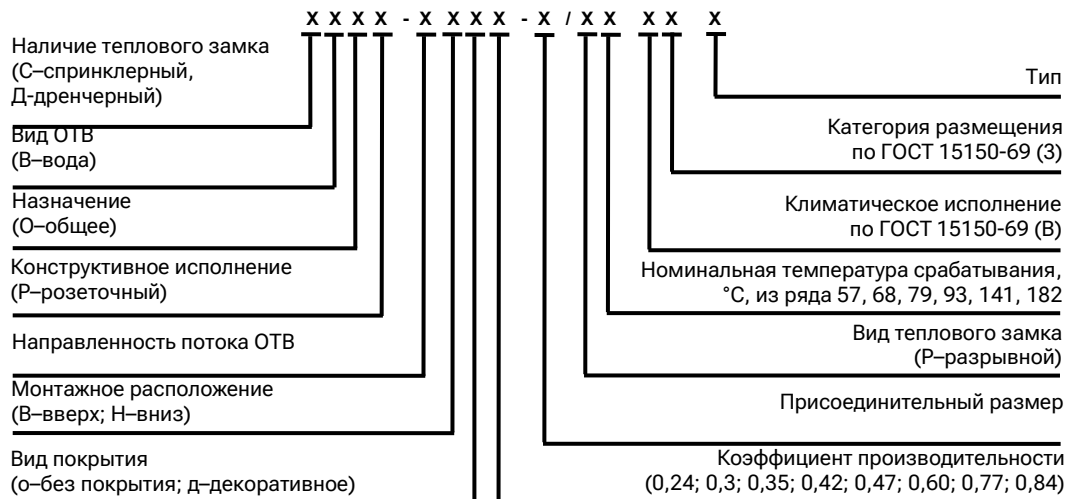 X X X X - X X X X - X / X X X X X
Наличие теплового замка
(С–спринклерный,
Д-дренчерный)
Вид ОТВ
(В–вода)
Назначение
(О–общее)
Конструктивное исполнение
(Р–розеточный)
Направленность потока ОТВ
Монтажное расположение
(В–вверх; Н–вниз)
Вид покрытия
(о–без покрытия; д–декоративное)
Тип
Категория размещения
по ГОСТ 15150-69 (3)
Климатическое исполнение
по ГОСТ 15150-69 (В)
Номинальная температура срабатывания,
°С, из ряда 57, 68, 79, 93, 141, 182
Вид теплового замка
(Р–разрывной)
Присоединительный размер
Коэффициент производительности
(0,24; 0,3; 0,35; 0,42; 0,47; 0,60; 0,77; 0,84)